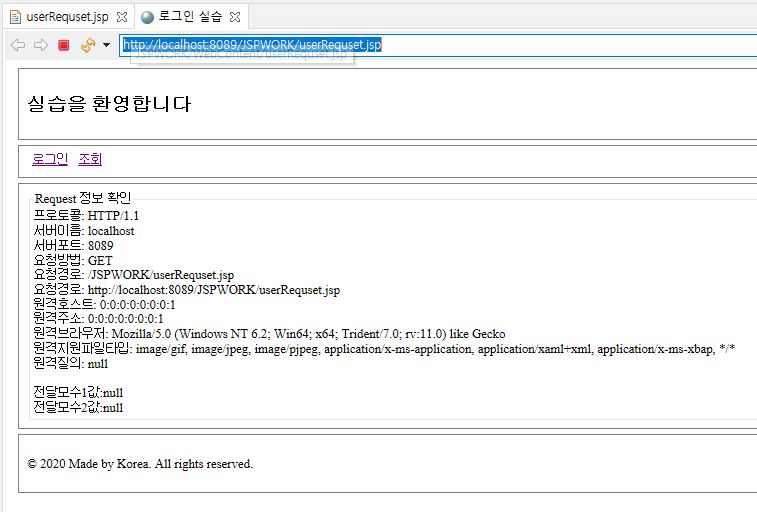 userRequset.jsp 로그인 실습
http://localhost:8089/JSPWORK/userRequset.jsp
JSPWORK/WebContent/userRequset.jsp
실습을 환영합니다
로그인 조회
Request 정보 확인
프로토콜: HTTP/1.1
서버이름: localhost
서버포트: 8089
요청방법: GET
요청경로: /JSPWORK/userRequset.jsp
요청경로: http://localhost:8089/JSPWORK/userRequset.jsp
원격호스트: 0:0:0:0:0:0:0:1
원격주소: 0:0:0:0:0:0:0:1
원격브라우저: Mozilla/5.0 (Windows NT 6.2; Win64; x64; Trident/7.0; rv:11.0) like Gecko
원격지원파일타입: image/gif, image/jpeg, image/pjpeg, application/x-ms-application, application/xaml+xml, application/x-ms-xbap, */*
원격질의: null
전달모수1값:null
전달모수2값:null
© 2020 Made by Korea. All rights reserved.